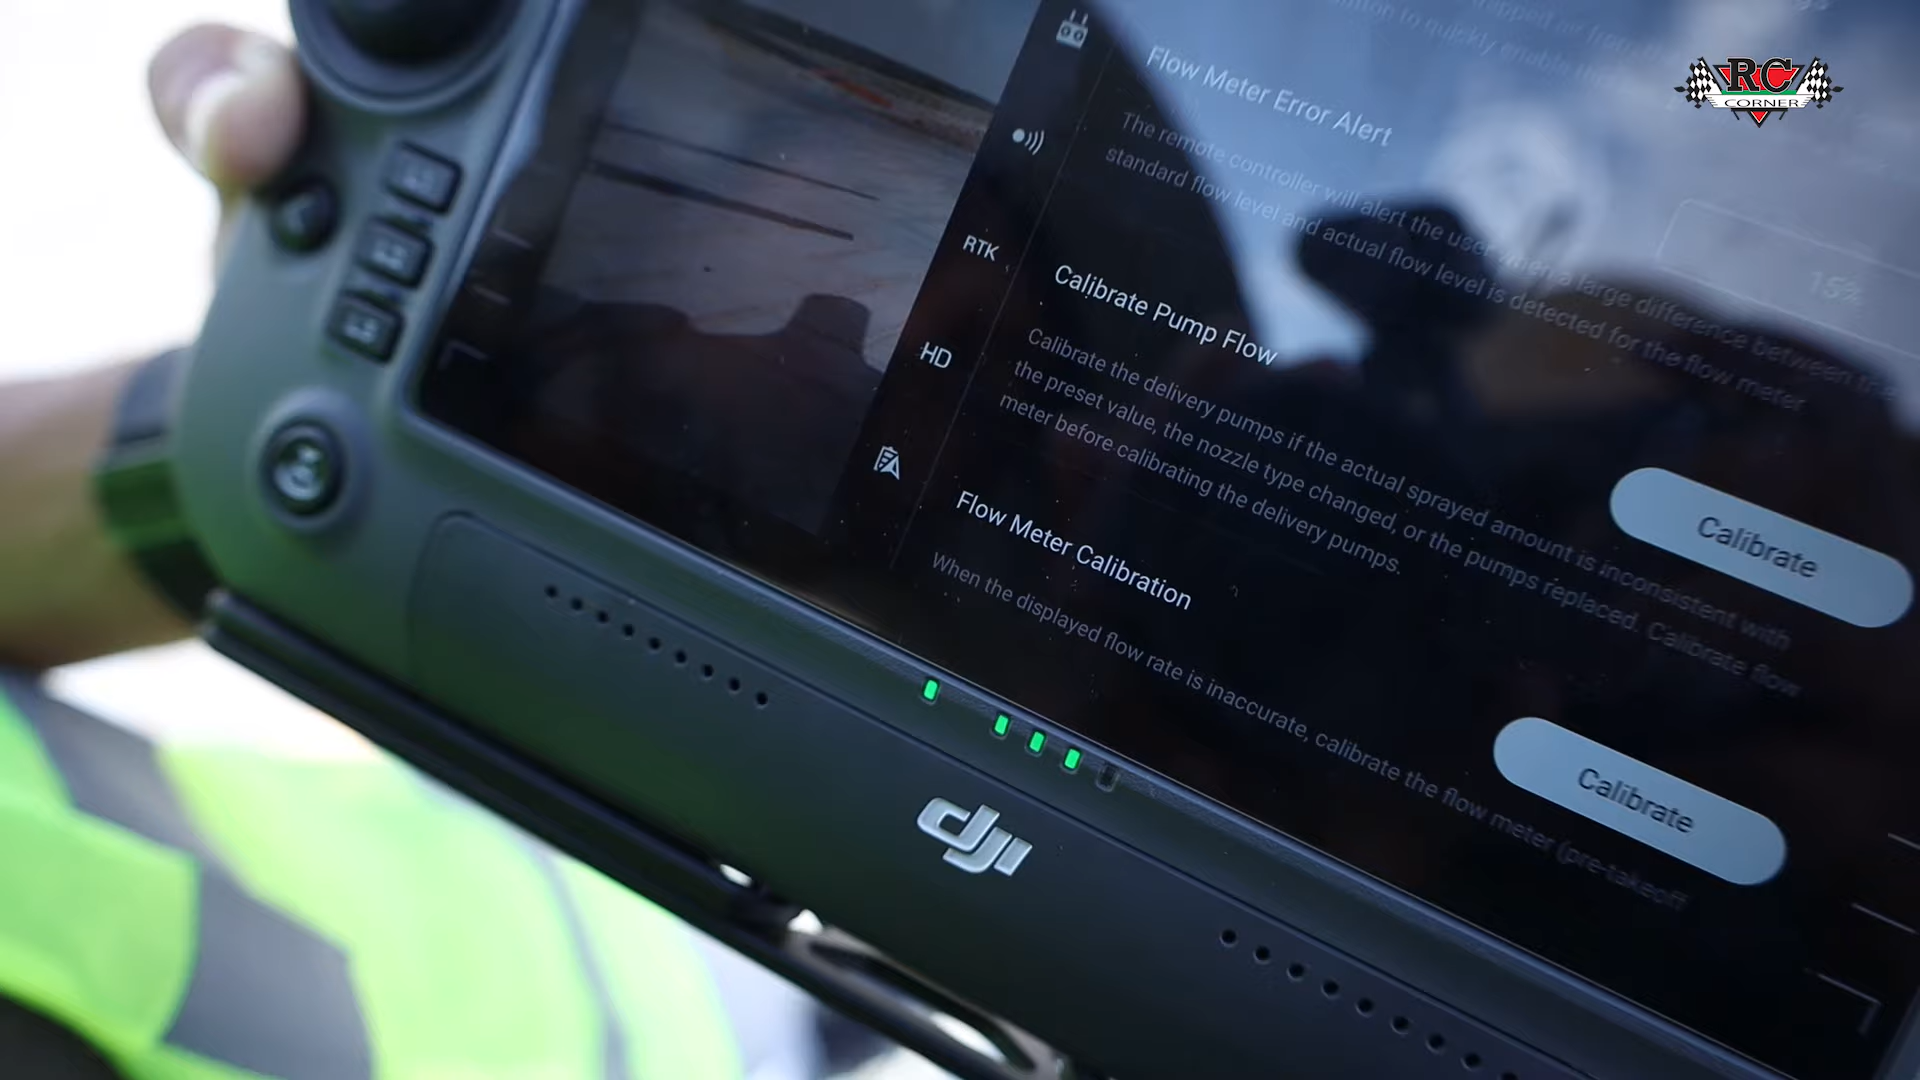 RC
CORNER
Flow Meter Error Alert
The remote controller will alert the user when a large difference between the
standard flow level and actual flow level is detected for the flow meter
15%
RTK
HD
Calibrate Pump Flow
Calibrate the delivery pumps if the actual sprayed amount is inconsistent with
the preset value, the nozzle type changed, or the pumps replaced. Calibrate flow
meter before calibrating the delivery pumps.
Calibrate
Flow Meter Calibration
When the displayed flow rate is inaccurate, calibrate the flow meter (pre-takeoff
Calibrate
dji